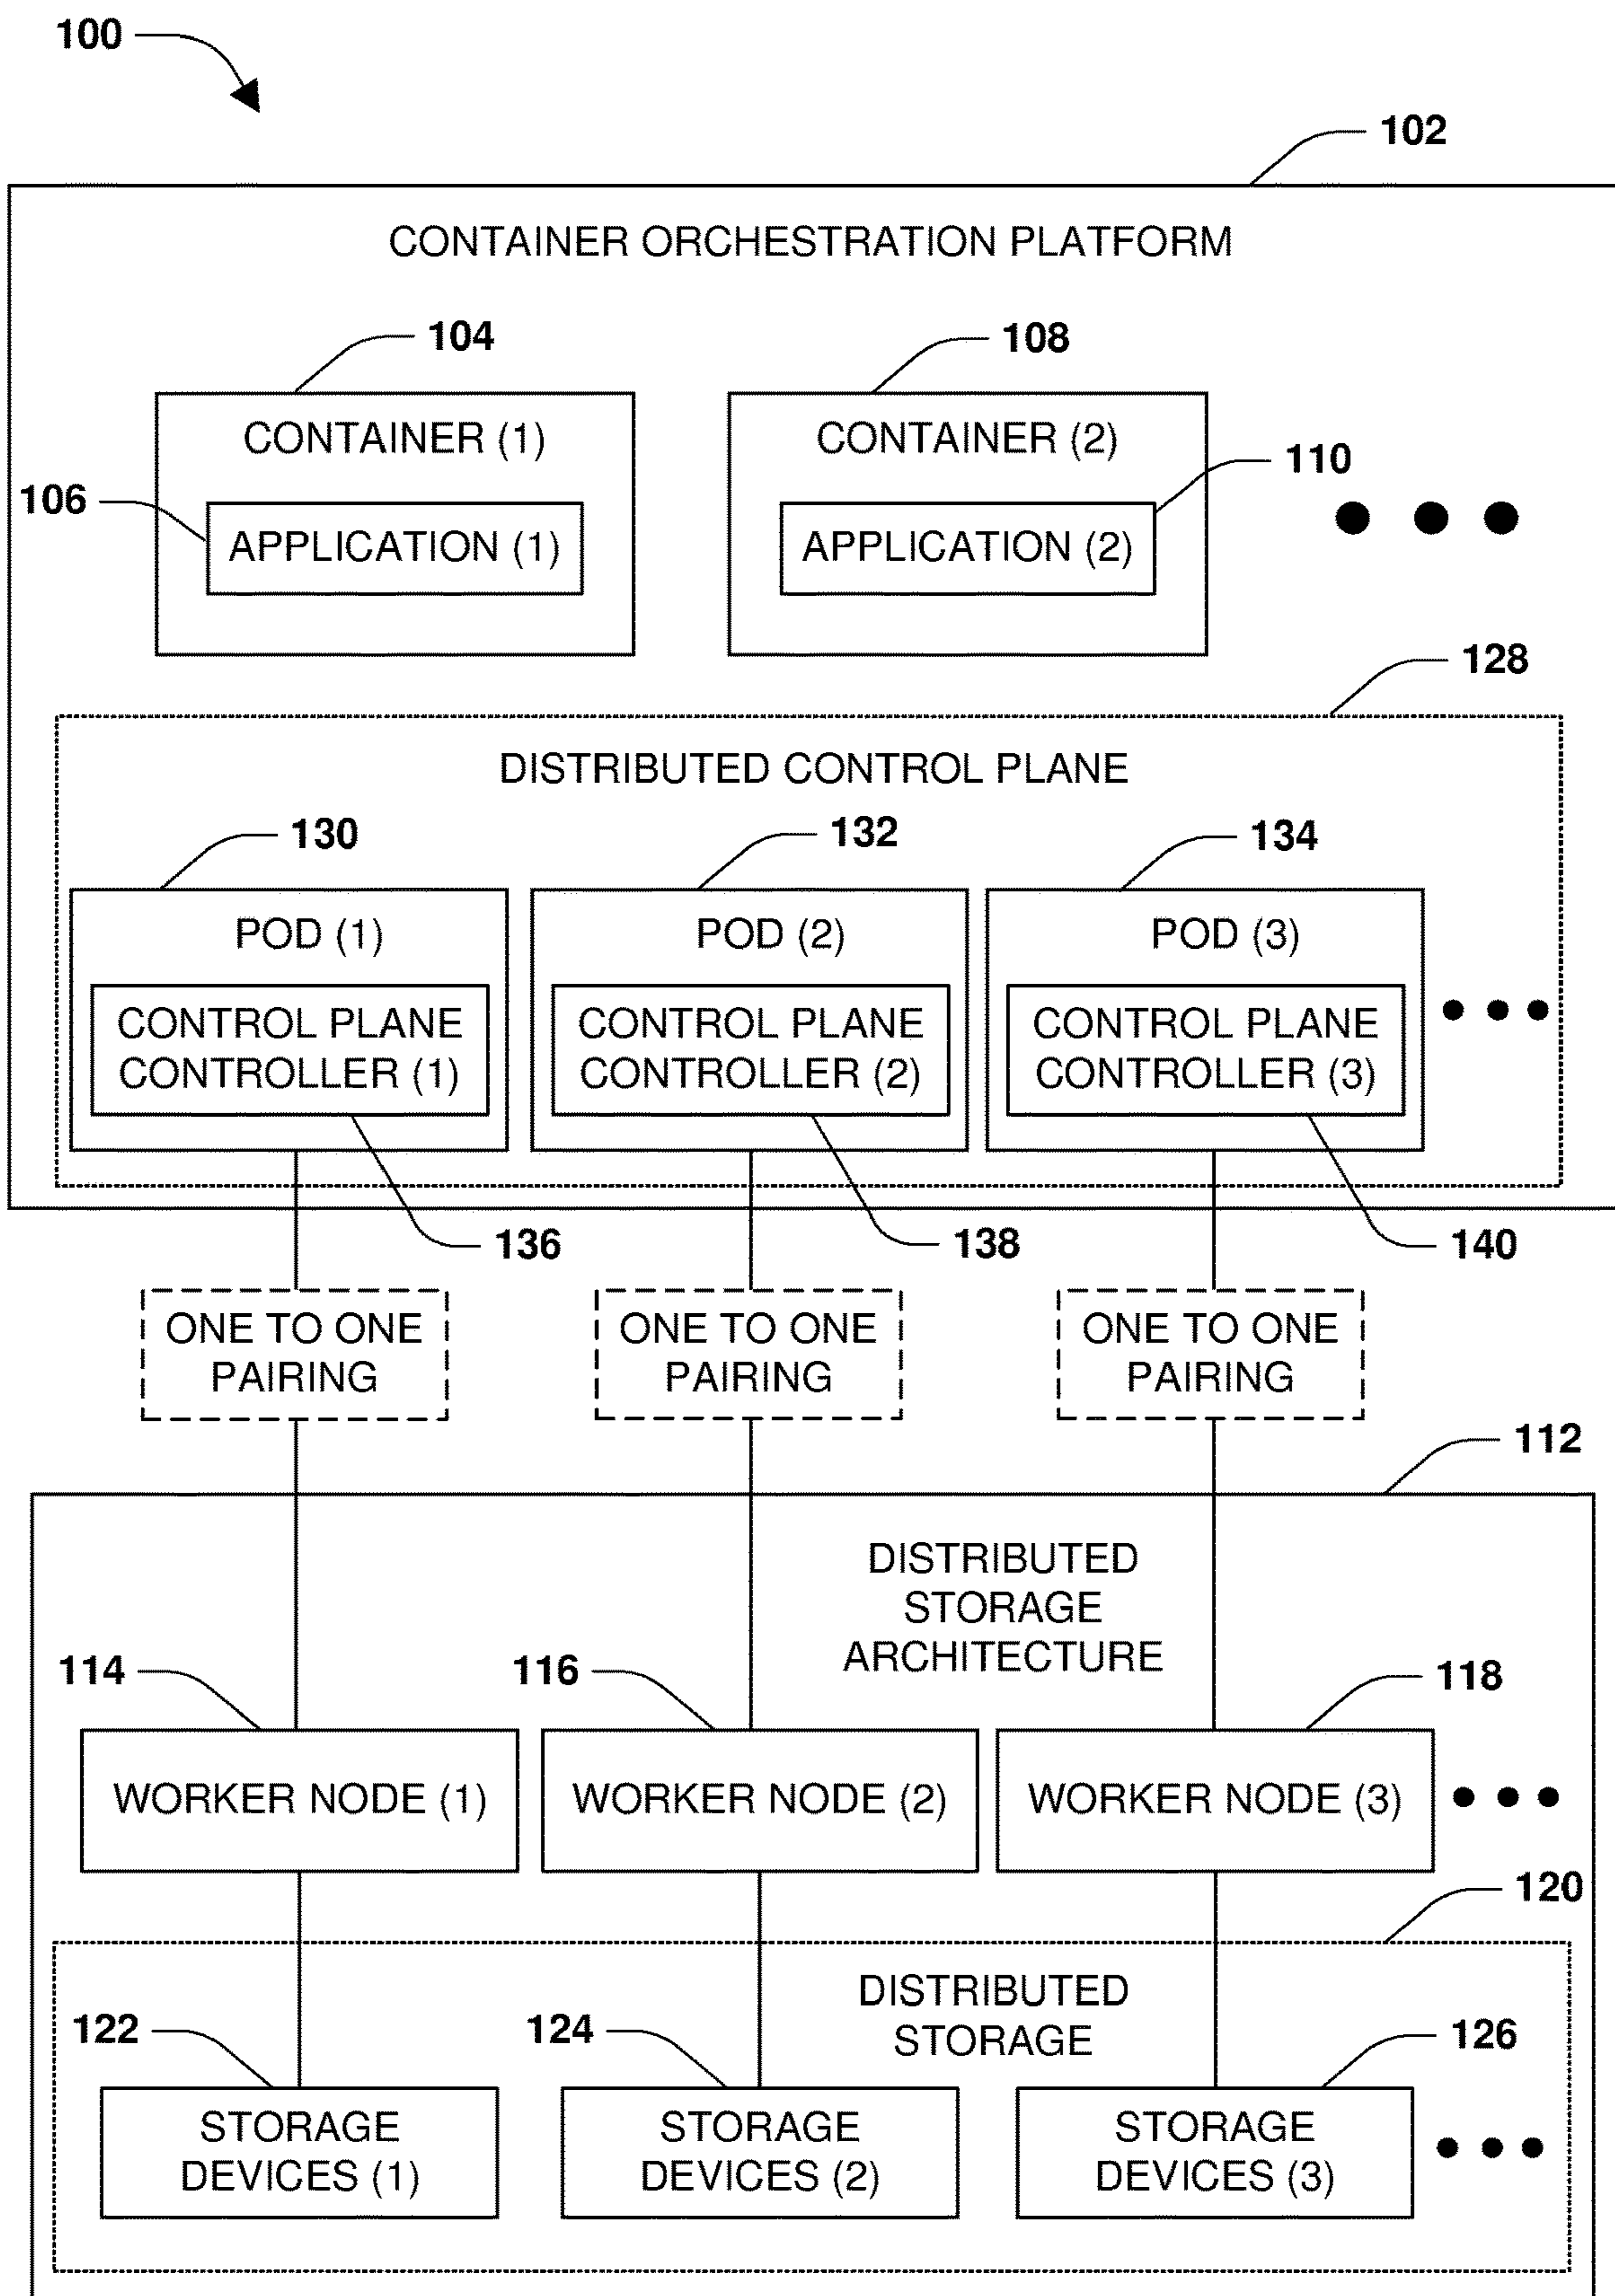 100
102
CONTAINER ORCHESTRATION PLATFORM
104
108
CONTAINER (1)
CONTAINER (2)
110
106
APPLICATION (1)
APPLICATION (2)
128
DISTRIBUTED CONTROL PLANE
130
132
134
POD (1)
POD (2)
POD (3)
CONTROL PLANE
CONTROLLER (1)
CONTROL PLANE
CONTROLLER (2)
CONTROL PLANE
CONTROLLER (3)
136
138
140
ONE TO ONE
PAIRING
ONE TO ONE
PAIRING
ONE TO ONE
PAIRING
112
DISTRIBUTED
STORAGE
ARCHITECTURE
114
116
118
WORKER NODE (1)
WORKER NODE (2)
WORKER NODE (3)
120
DISTRIBUTED
STORAGE
122
124
126
STORAGE
DEVICES (1)
STORAGE
DEVICES (2)
STORAGE
DEVICES (3)